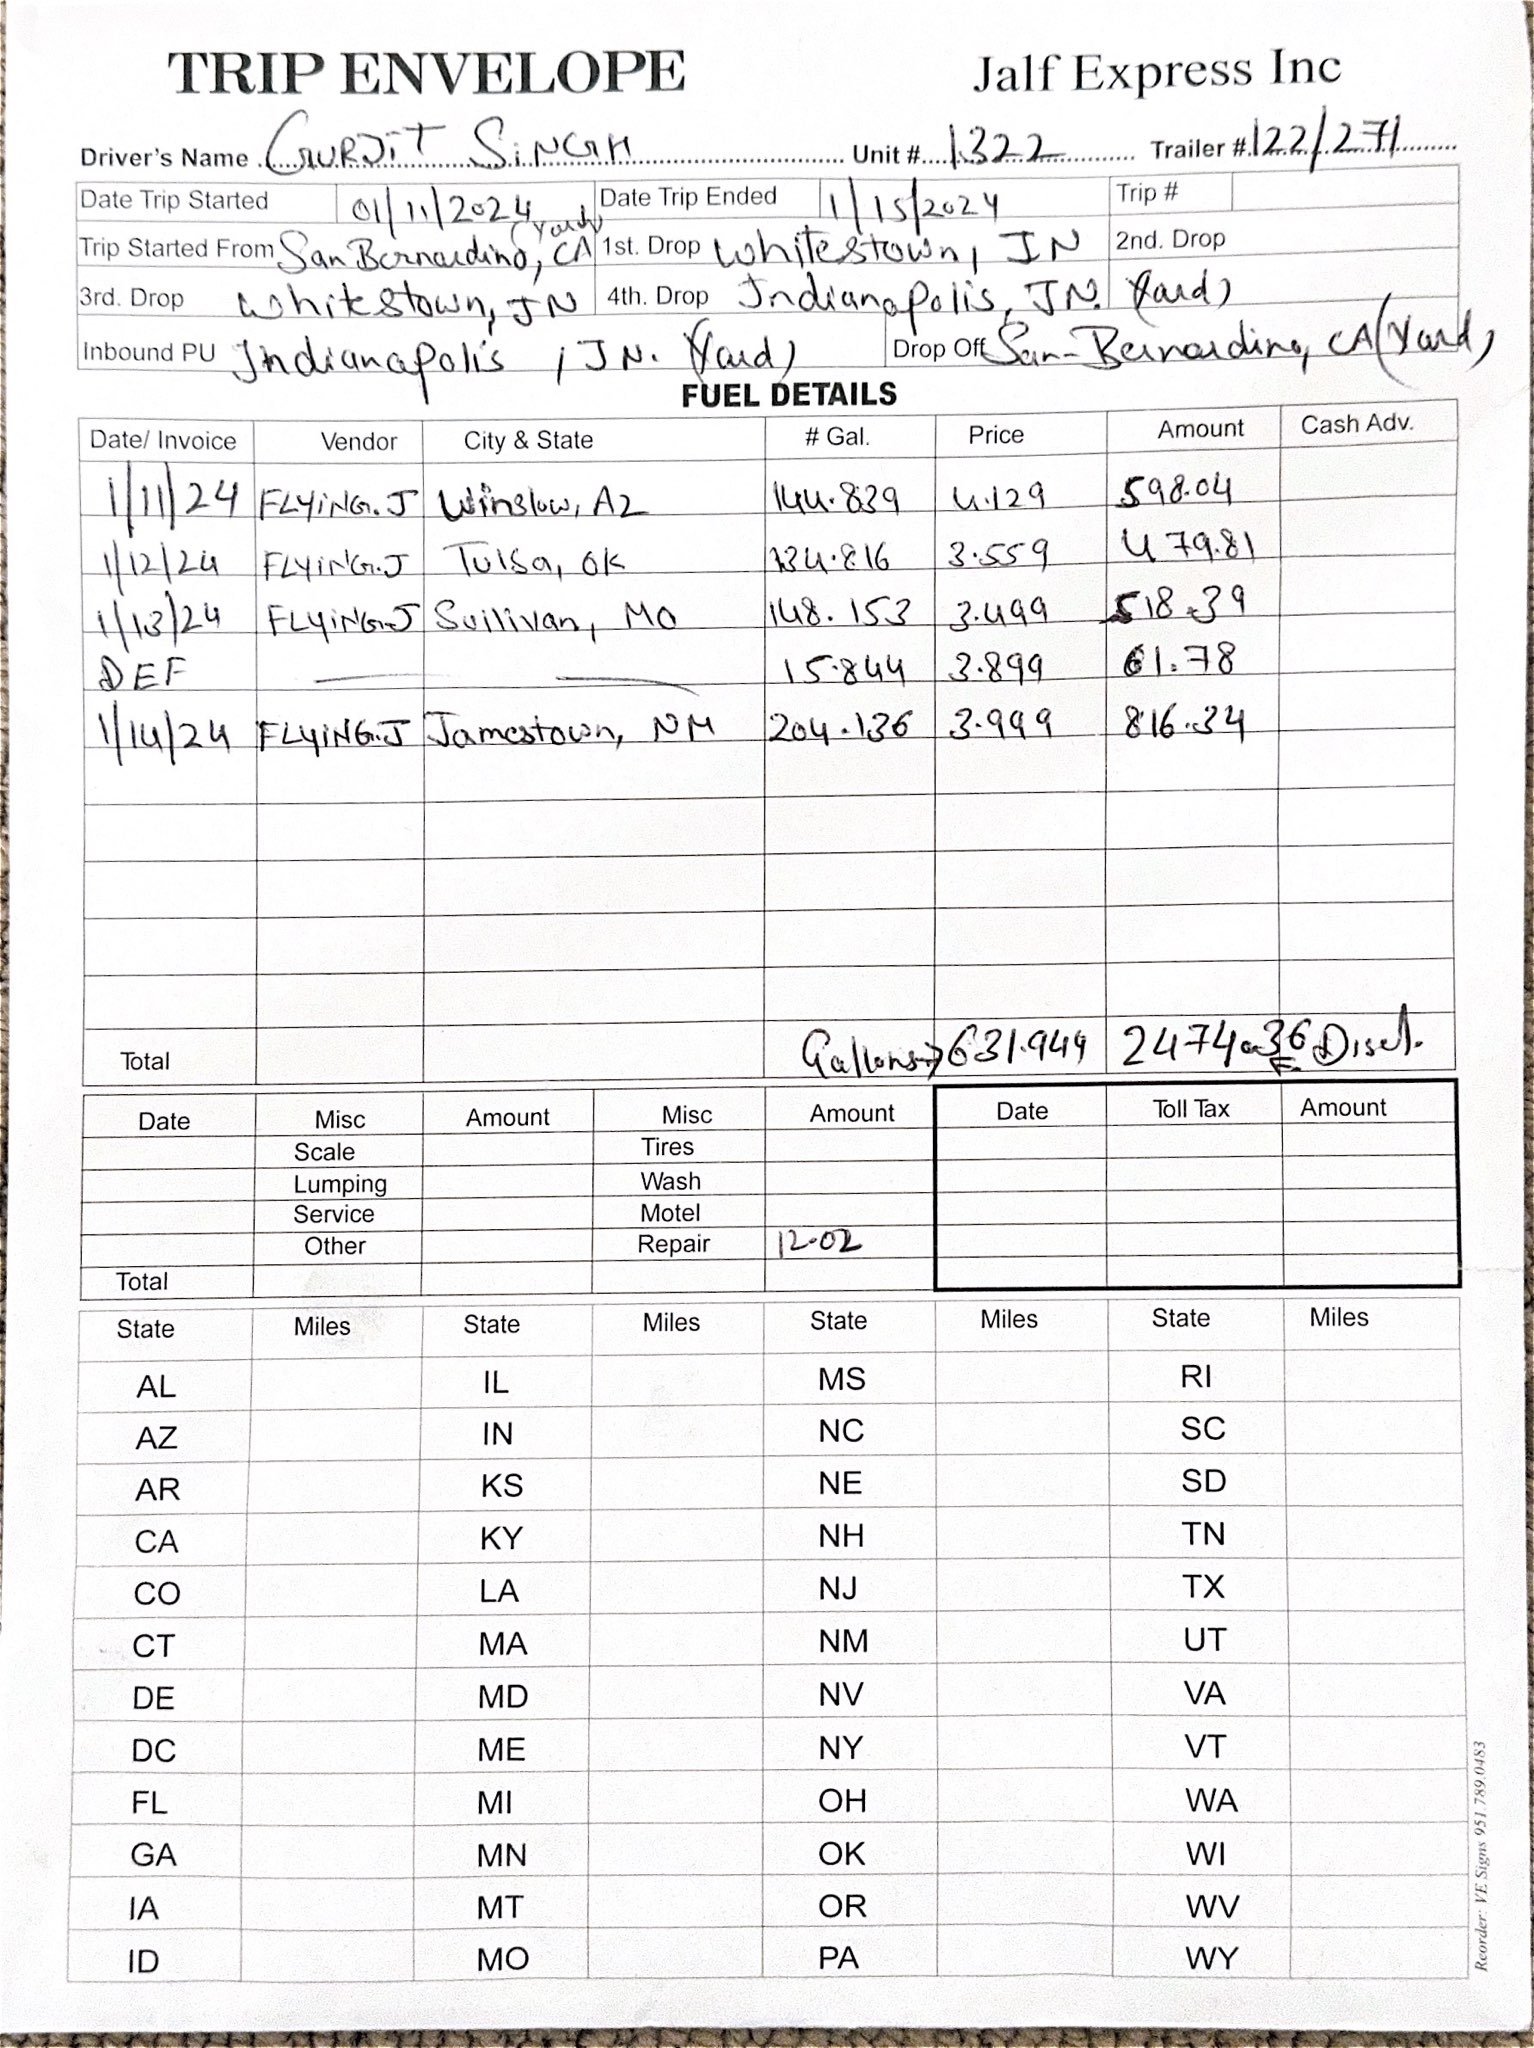 TRIP ENVELOPE Jalf Express Inc
Driver's Name GURJIT SINGH Unit # 1322 Trailer # 122/271
Date Trip Started 01/11/2024 Date Trip Ended 1/15/2024 Trip #
Trip Started From San Bernardino, CA (Yard) 1st. Drop Whitestown, IN 2nd. Drop
3rd. Drop Whitestown, IN 4th. Drop Indianapolis, IN. (Yard)
Inbound PU Indianapolis, IN. (Yard) Drop Off San-Bernardino, CA (Yard)
FUEL DETAILS
Date/ Invoice Vendor City & State # Gal. Price Amount Cash Adv.
1/11/24 FLYING.J Winslow, AZ 144.839 4.129 598.04
1/12/24 FLYING.J Tulsa, OK 134.816 3.559 479.81
1/13/24 FLYING.J Sullivan, MO 148.153 3.499 518.39
DEF 15.844 3.899 61.78
1/14/24 FLYING.J Jamestown, NM 204.136 3.999 816.34
Total Gallons→ 631.949 2474.36
Date Misc Amount Misc Amount Date Toll Tax Amount
Scale Tires
Lumping Wash
Service Motel
Other Repair 12.02
Total
State Miles State Miles State Miles State Miles
AL IL MS RI
AZ IN NC SC
AR KS NE SD
CA KY NH TN
CO LA NJ TX
CT MA NM UT
DE MD NV VA
DC ME NY VT
FL MI OH WA
GA MN OK WI
IA MT OR WV
ID MO PA WY
Reorder: VE Signs 951.789.0483